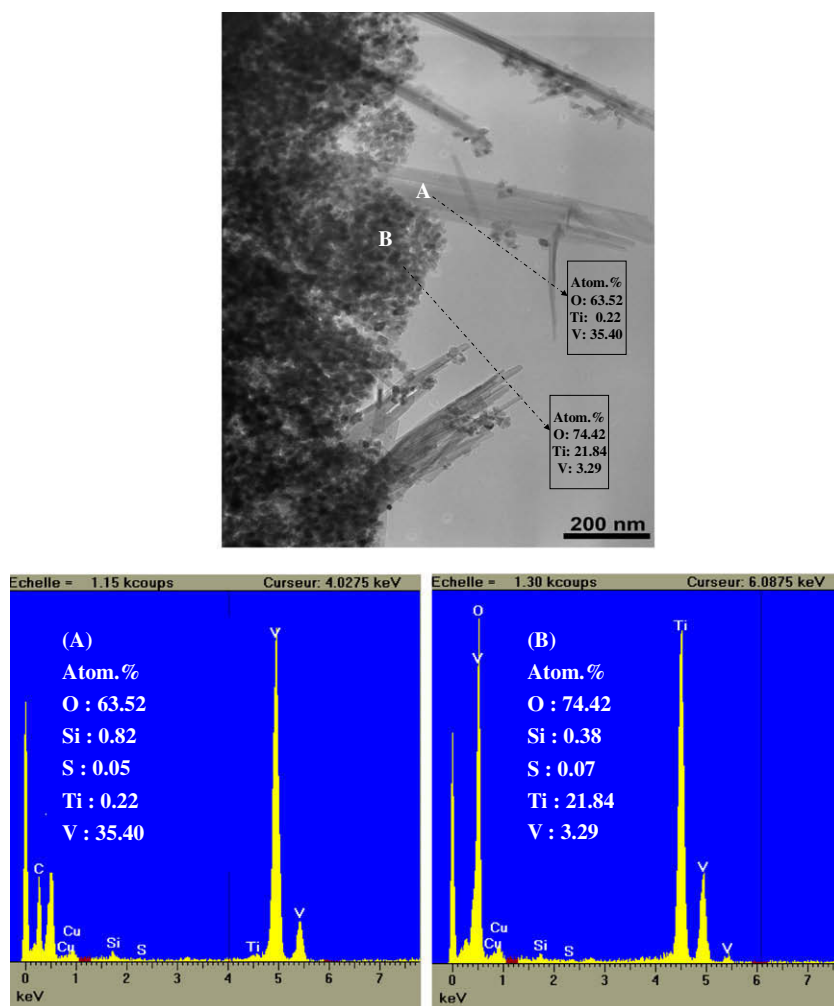 A
B
Atom.%
O: 63.52
Ti: 0.22
V: 35.40
Atom.%
O: 74.42
Ti: 21.84
V: 3.29
200 nm
Echelle = 1.15 kcoups Curseur: 4.0275 keV
V
(A)
Atom.%
O : 63.52
Si : 0.82
S : 0.05
Ti : 0.22
V : 35.40
C
Cu
Cu
Si
S
Ti
V
0 1 2 3 4 5 6 7
keV
Echelle = 1.30 kcoups Curseur: 6.0875 keV
O
V
Ti
(B)
Atom.%
O : 74.42
Si : 0.38
S : 0.07
Ti : 21.84
V : 3.29
Cu
Cu
Si
S
V
V
0 1 2 3 4 5 6 7
keV